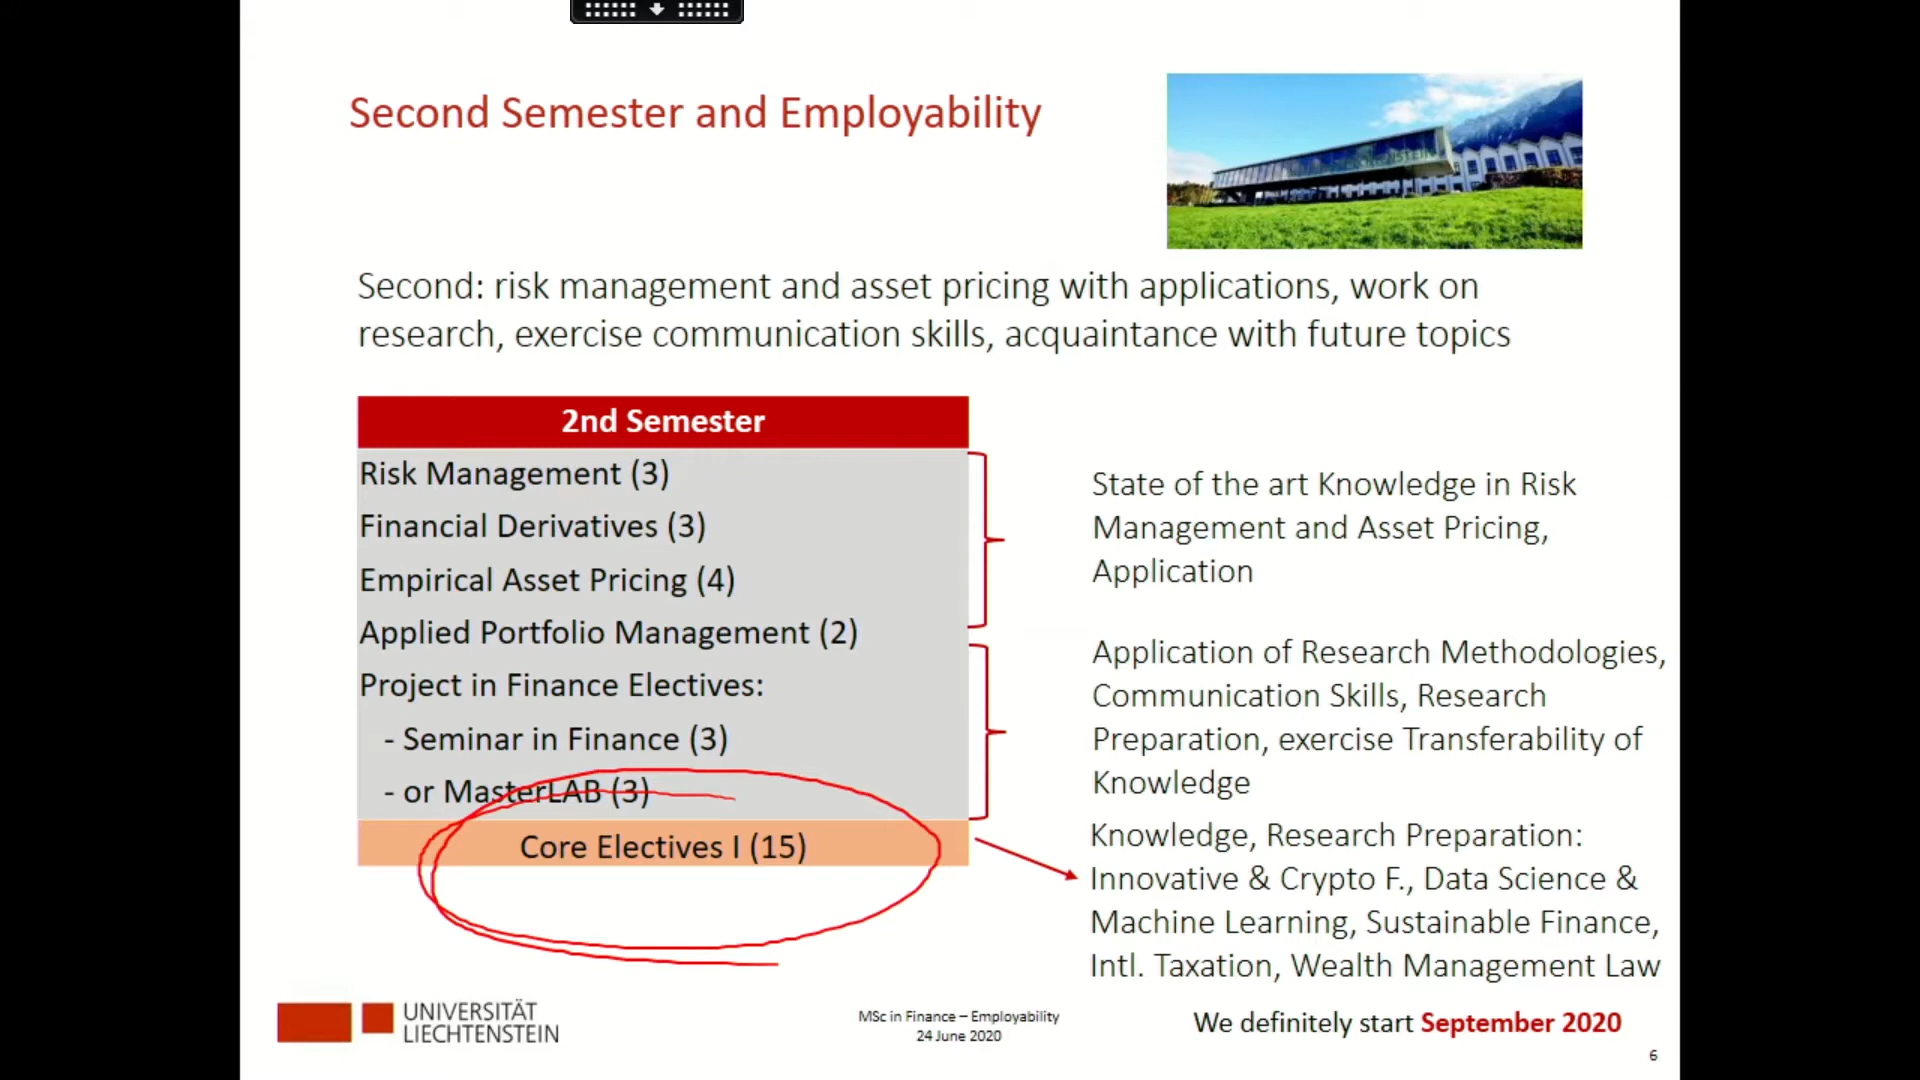 Second Semester and Employability
Second: risk management and asset pricing with applications, work on
research, exercise communication skills, acquaintance with future topics
2nd Semester
Risk Management (3)
Financial Derivatives (3)
Empirical Asset Pricing (4)
Applied Portfolio Management (2)
Project in Finance Electives:
- Seminar in Finance (3)
- or MasterLAB (3)
Core Electives I (15)
State of the art Knowledge in Risk
Management and Asset Pricing,
Application
Application of Research Methodologies,
Communication Skills, Research
Preparation, exercise Transferability of
Knowledge
Knowledge, Research Preparation:
Innovative & Crypto F., Data Science &
Machine Learning, Sustainable Finance,
Intl. Taxation, Wealth Management Law
UNIVERSITÄT
LIECHTENSTEIN
MSc in Finance – Employability
24 June 2020
We definitely start September 2020
6